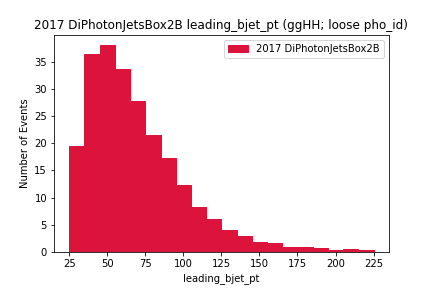 2017 DiPhotonJetsBox2B leading_bjet_pt (ggHH; loose pho_id)
2017 DiPhotonJetsBox2B
Number of Events
35
30
25
20
15
10
5
0
25 50 75 100 125 150 175 200 225
leading_bjet_pt